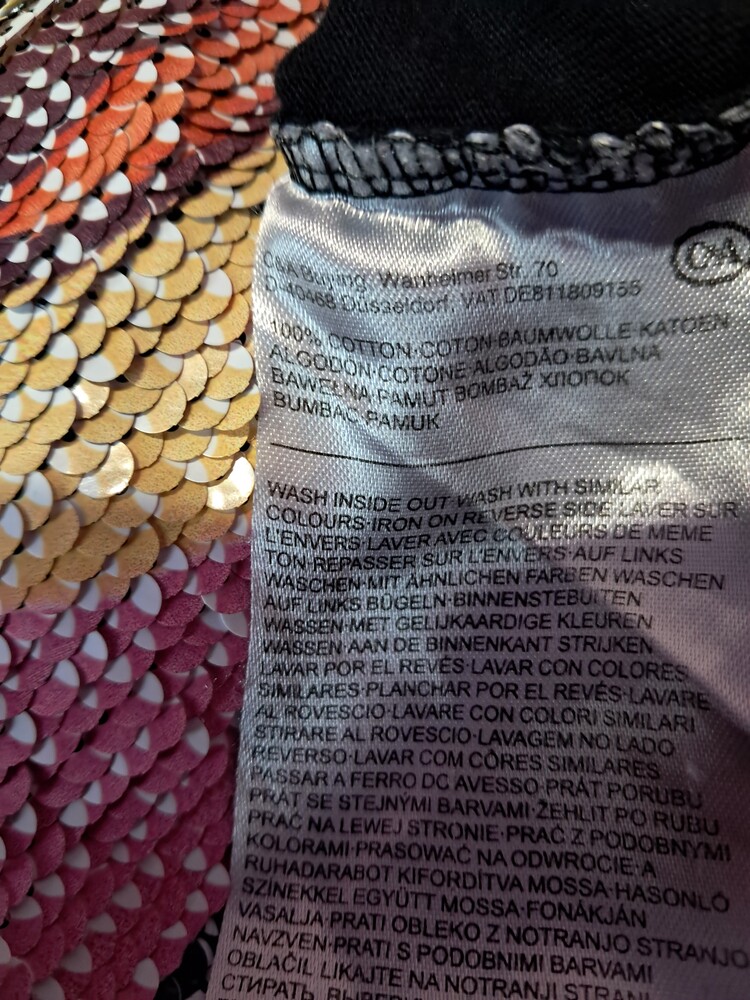 C&A
C&A Buying Wanheimer Str. 70
D-40468 Düsseldorf VAT DE811809155
100% COTTON·COTON·BAUMWOLLE·KATOEN
ALGODÓN·COTONE·ALGODÃO·BAVLNA
BAWEŁNA·PAMUT·BOMBAŽ·ХЛОПОК
BUMBAC·PAMUK
WASH INSIDE OUT·WASH WITH SIMILAR
COLOURS·IRON ON REVERSE SIDE·LAVER SUR
L'ENVERS·LAVER AVEC COULEURS DE MEME
TON·REPASSER SUR L'ENVERS·AUF LINKS
WASCHEN·MIT ÄHNLICHEN FARBEN WASCHEN
AUF LINKS BÜGELN·BINNENSTEBUITEN
WASSEN·MET GELIJKAARDIGE KLEUREN
WASSEN·AAN DE BINNENKANT STRIJKEN
LAVAR POR EL REVÉS·LAVAR CON COLORES
SIMILARES·PLANCHAR POR EL REVÉS·LAVARE
AL ROVESCIO·LAVARE CON COLORI SIMILARI
STIRARE AL ROVESCIO·LAVAGEM NO LADO
REVERSO·LAVAR COM CÔRES SIMILARES
PASSAR A FERRO DC AVESSO·PRÁT PORUBU
PRÁT SE STEJNÝMI BARVAMI·ŽEHLIT PO RUBU
PRAĆ NA LEWEJ STRONIE·PRAĆ Z PODOBNYMI
KOLORAMI·PRASOWAĆ NA ODWROCIE·A
RUHADARABOT KIFORDÍTVA MOSSA·HASONLÓ
SZINEKKEL EGYÜTT MOSSA·FONÁKJÁN
VASALJA·PRATI OBLEKO Z NOTRANJO STRANJO
NAVZVEN·PRATI S PODOBNIMI BARVAMI
OBLAČIL LIKAJTE NA NOTRANJI STRANI
СТИРАТЬ